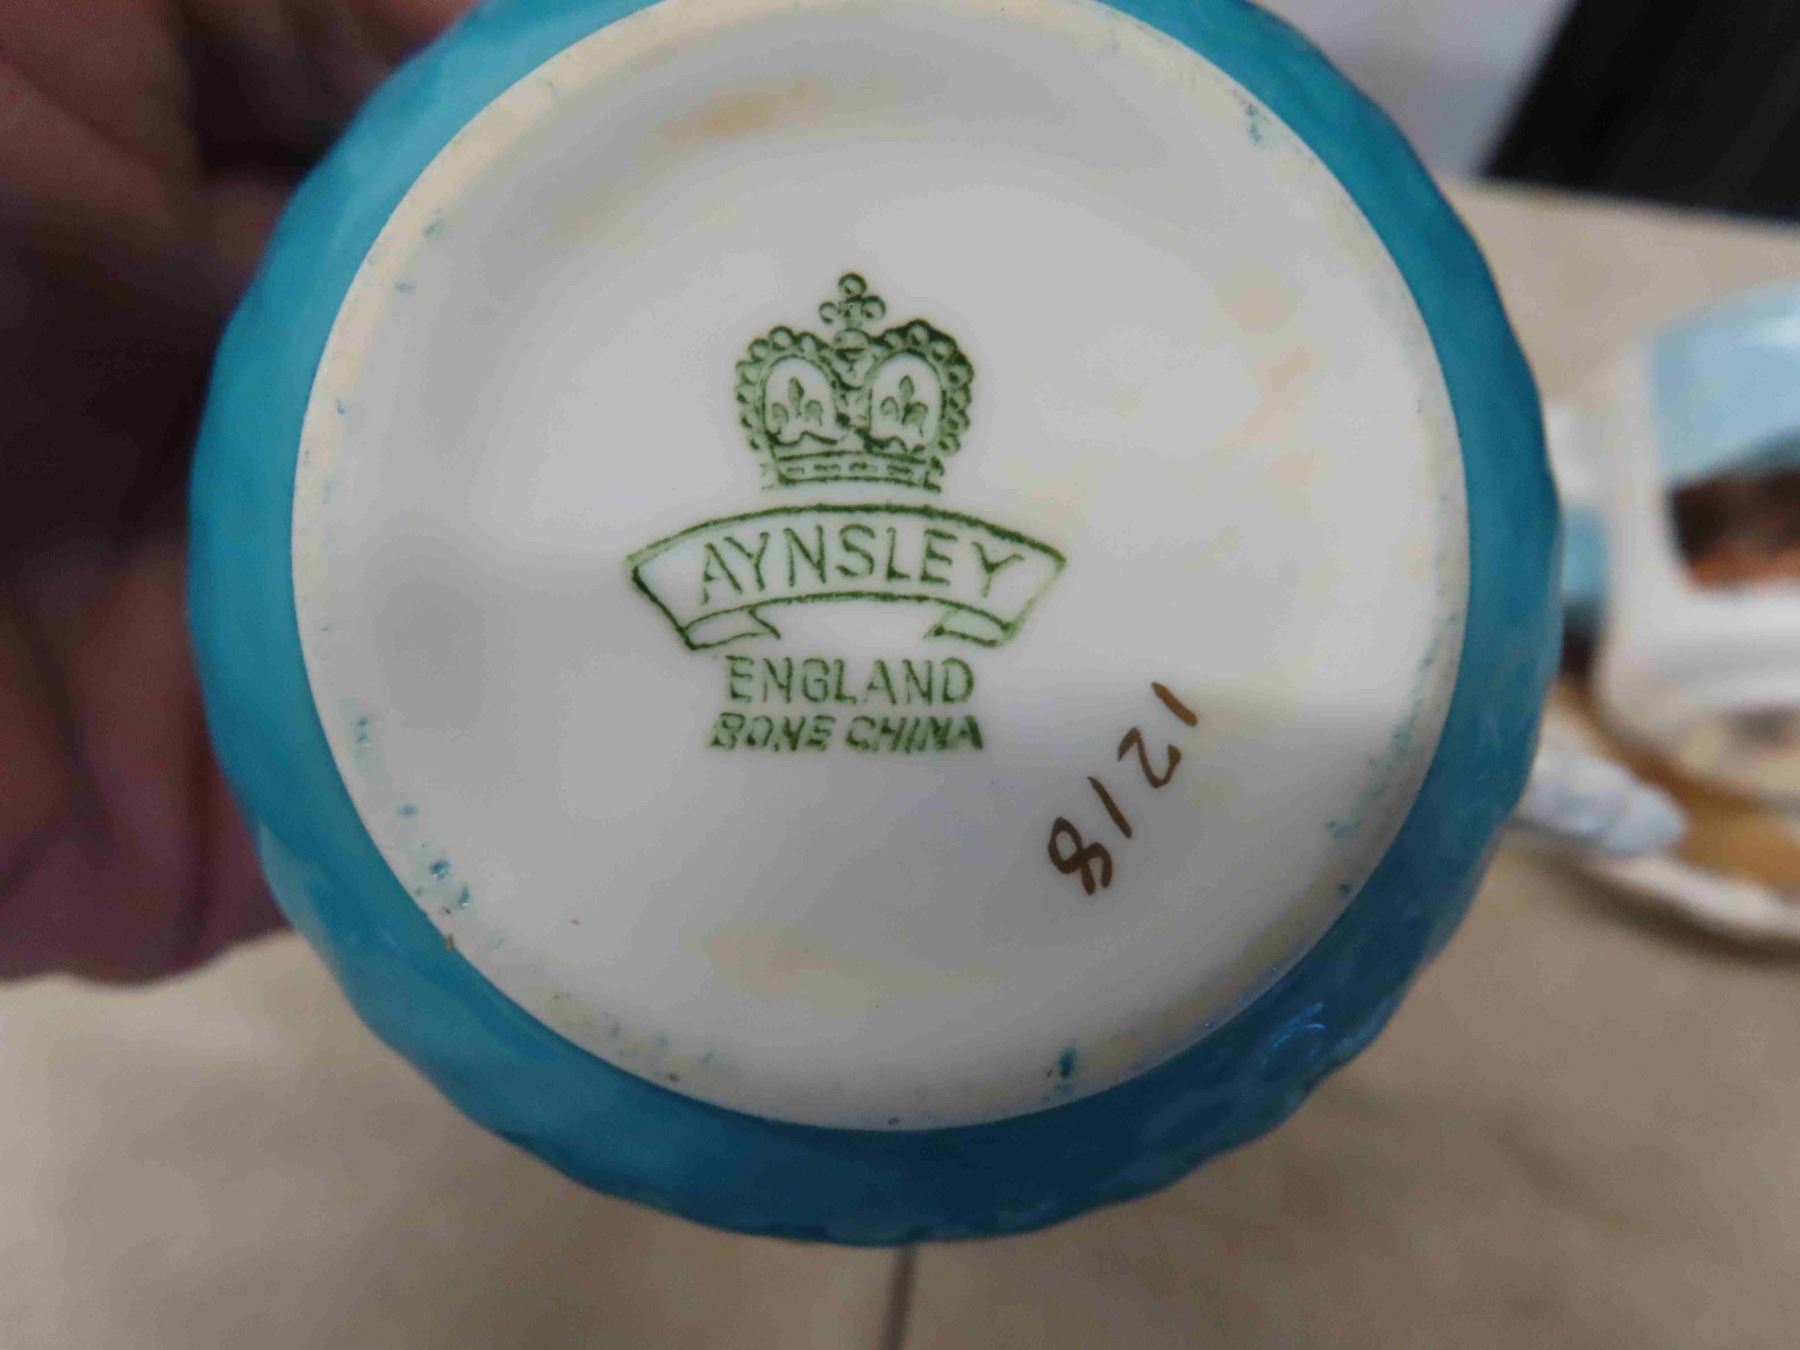 AYNSLEY
ENGLAND
BONE CHINA
1218